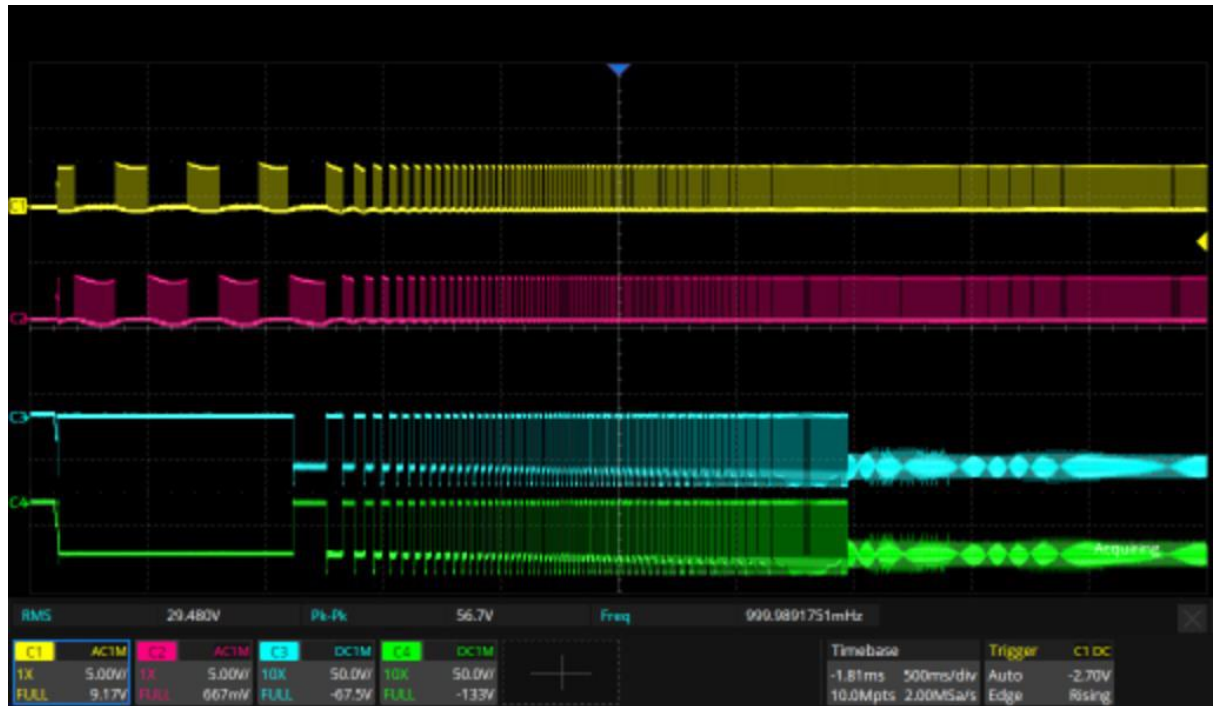 C1
C2
C3
C4
Acquiring
RMS 29.480V Pk-Pk 56.7V Freq 999.9891751mHz
C1 AC1M C2 AC1M C3 DC1M C4 DC1M Timebase Trigger C1 DC
1X 5.00V/ 1X 5.00V/ 10X 50.0V/ 10X 50.0V/ -1.81ms 500ms/div Auto -2.70V
FULL 9.17V FULL 667mV FULL -67.5V FULL -133V 10.0Mpts 2.00MSa/s Edge Rising